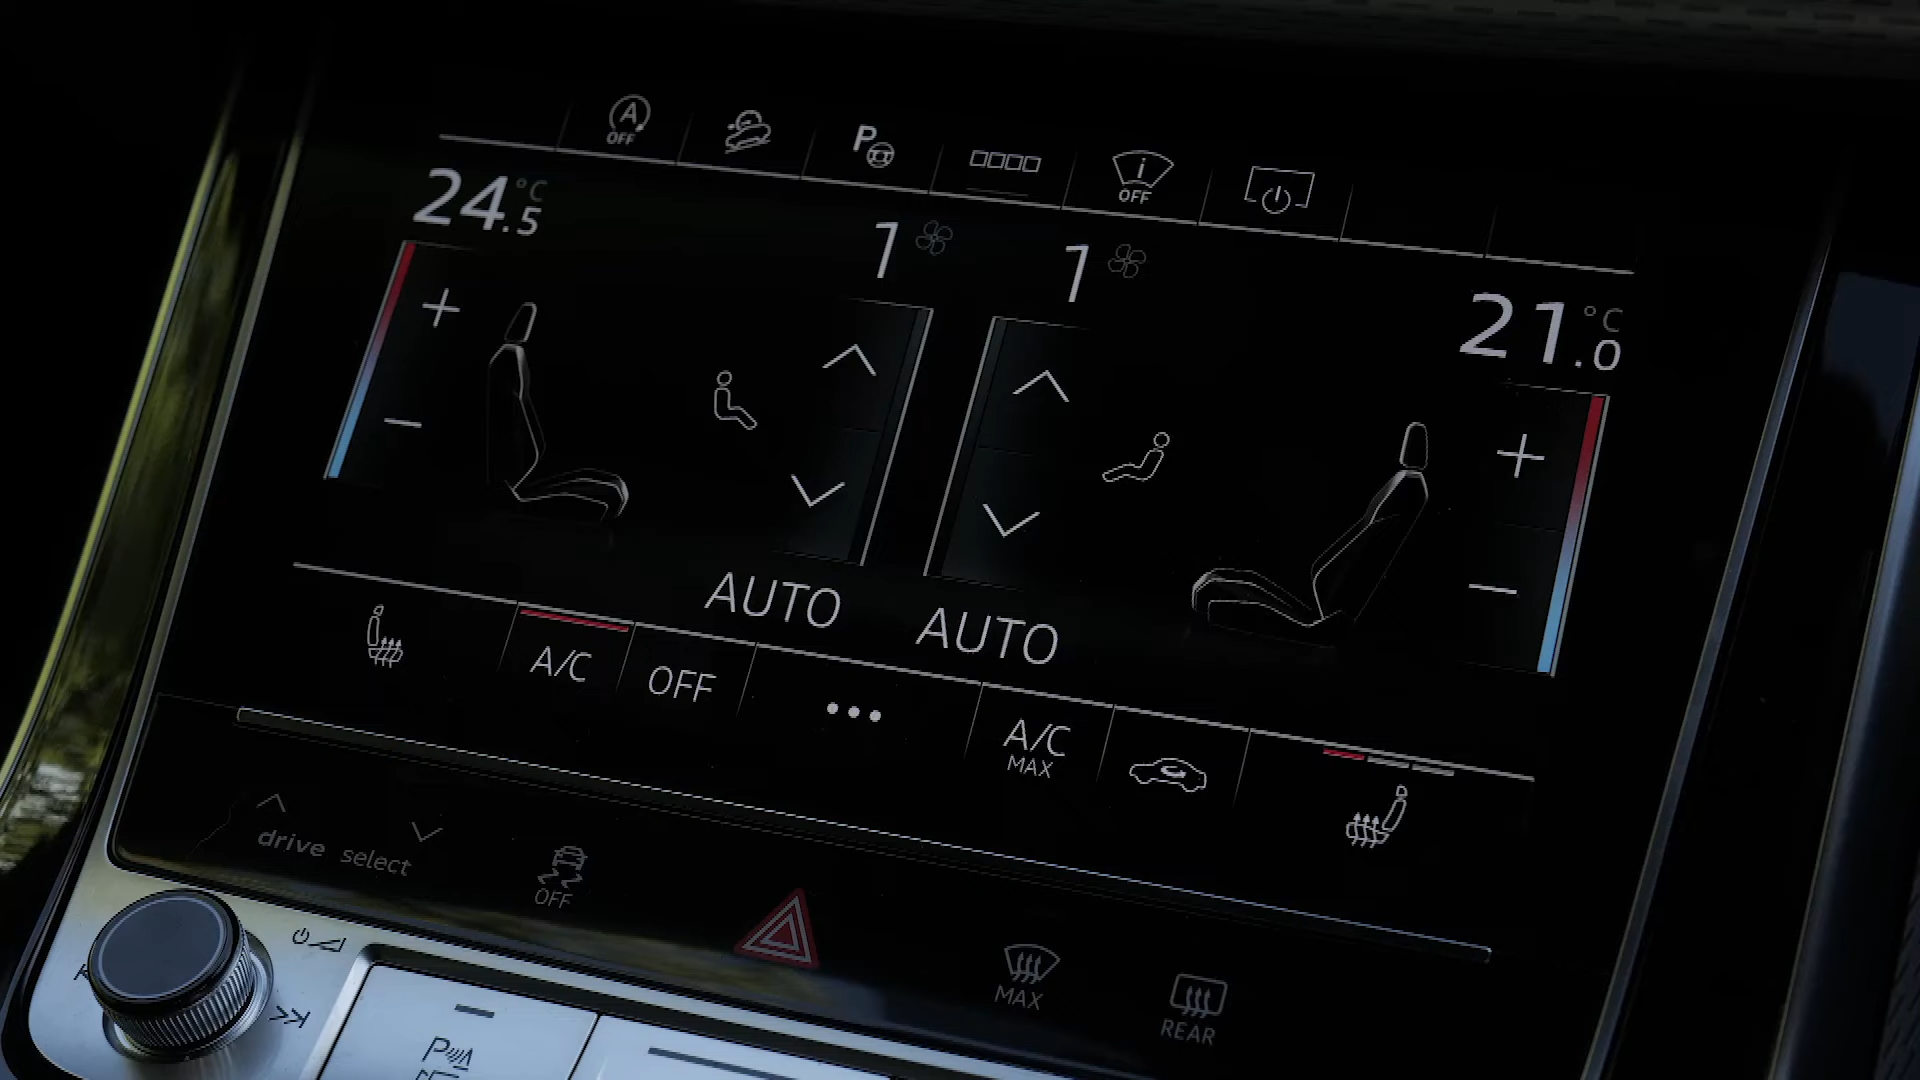 A
OFF
P
i
OFF
24.5 °C
1
1
21.0 °C
AUTO
AUTO
A/C
OFF
A/C
MAX
drive select
OFF
MAX
REAR
P